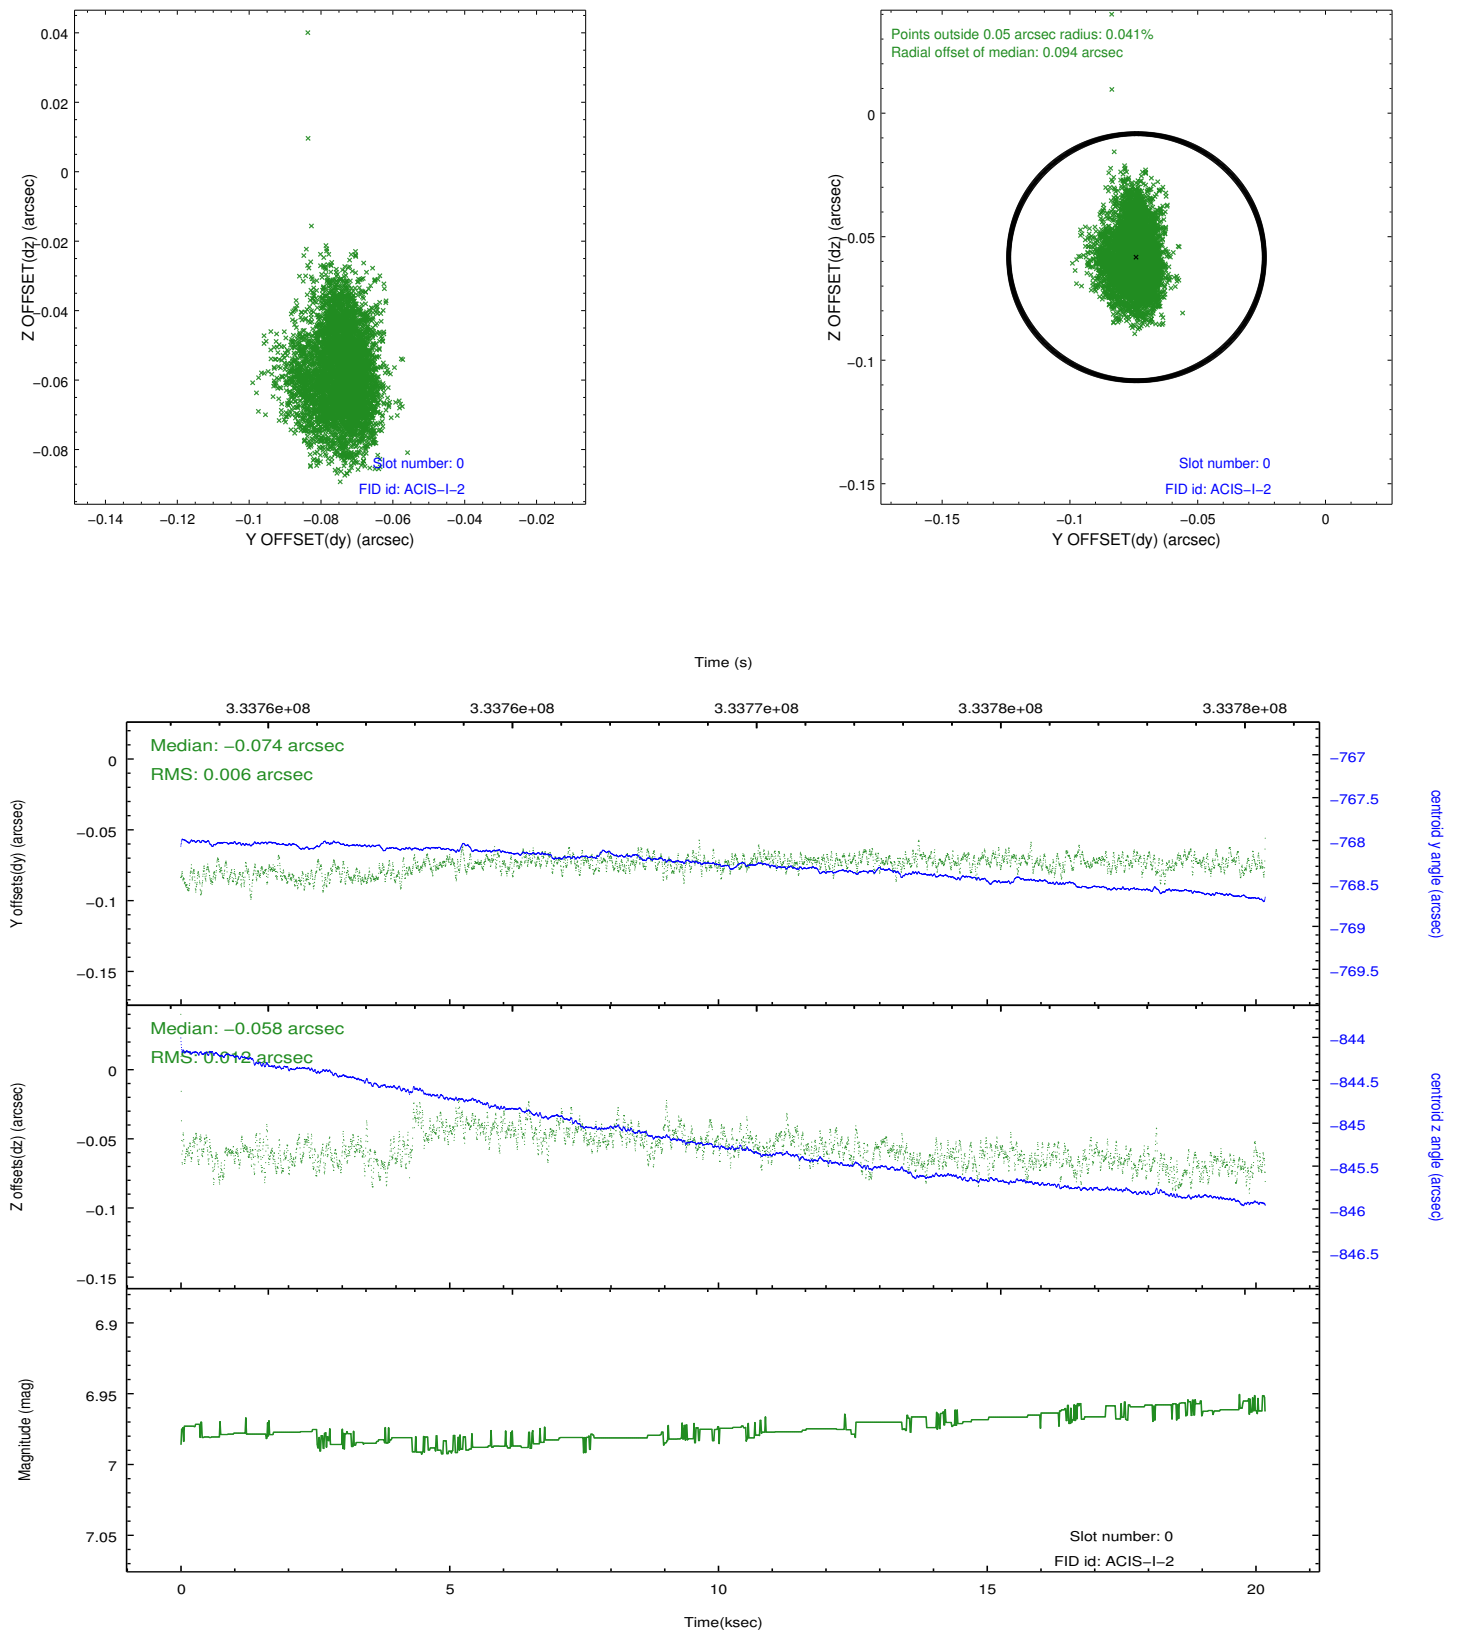 0.04
0.02
0
−0.02
−0.04
−0.06
−0.08
Z OFFSET(dz) (arcsec)
Slot number: 0
FID id: ACIS−I−2
−0.14 −0.12 −0.1 −0.08 −0.06 −0.04 −0.02
Y OFFSET(dy) (arcsec)
Points outside 0.05 arcsec radius: 0.041%
Radial offset of median: 0.094 arcsec
0
−0.05
−0.1
−0.15
Z OFFSET(dz) (arcsec)
Slot number: 0
FID id: ACIS−I−2
−0.15 −0.1 −0.05 0
Y OFFSET(dy) (arcsec)
Time (s)
3.3376e+08 3.3376e+08 3.3377e+08 3.3378e+08 3.3378e+08
Median: −0.074 arcsec
RMS: 0.006 arcsec
0
−0.05
−0.1
−0.15
Y offsets(dy) (arcsec)
−767
−767.5
−768
−768.5
−769
−769.5
centroid y angle (arcsec)
Median: −0.058 arcsec
RMS: 0.012 arcsec
0
−0.05
−0.1
−0.15
Z offsets(dz) (arcsec)
−844
−844.5
−845
−845.5
−846
−846.5
centroid z angle (arcsec)
6.9
6.95
7
7.05
Magnitude (mag)
Slot number: 0
FID id: ACIS−I−2
0 5 10 15 20
Time(ksec)